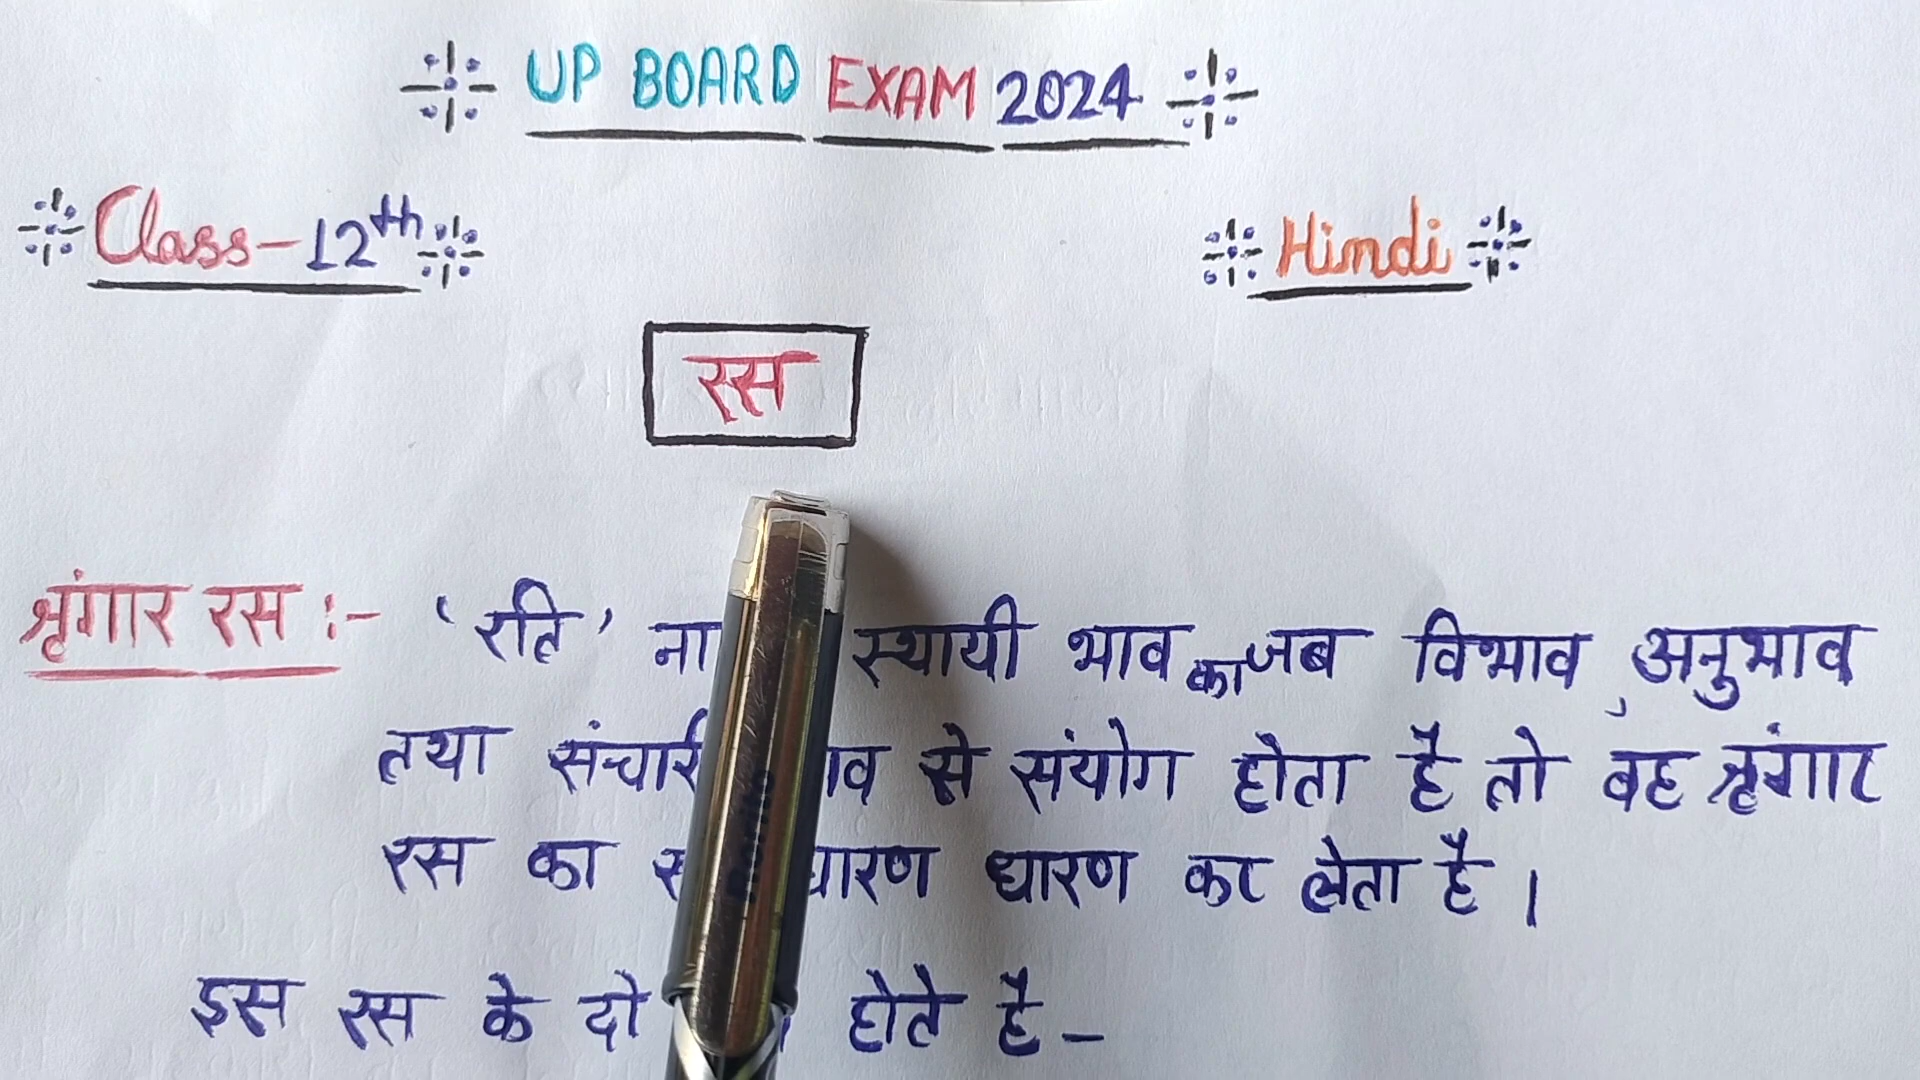 UP BOARD EXAM 2024
Class-12th Hindi
रस
श्रृंगार रस :- 'रति' स्थायी भाव का जब विभाव, अनुभाव
तथा से संयोग होता है तो वह श्रृंगार
रस का धारण कर लेता है।
इस रस के दो होते है-